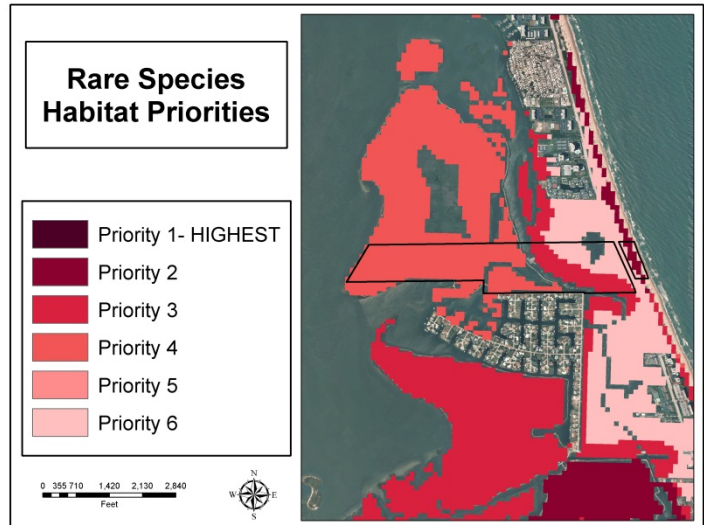 Rare Species
Habitat Priorities
Priority 1- HIGHEST
Priority 2
Priority 3
Priority 4
Priority 5
Priority 6
0 355 710 1,420 2,130 2,840
Feet
N
W E
S